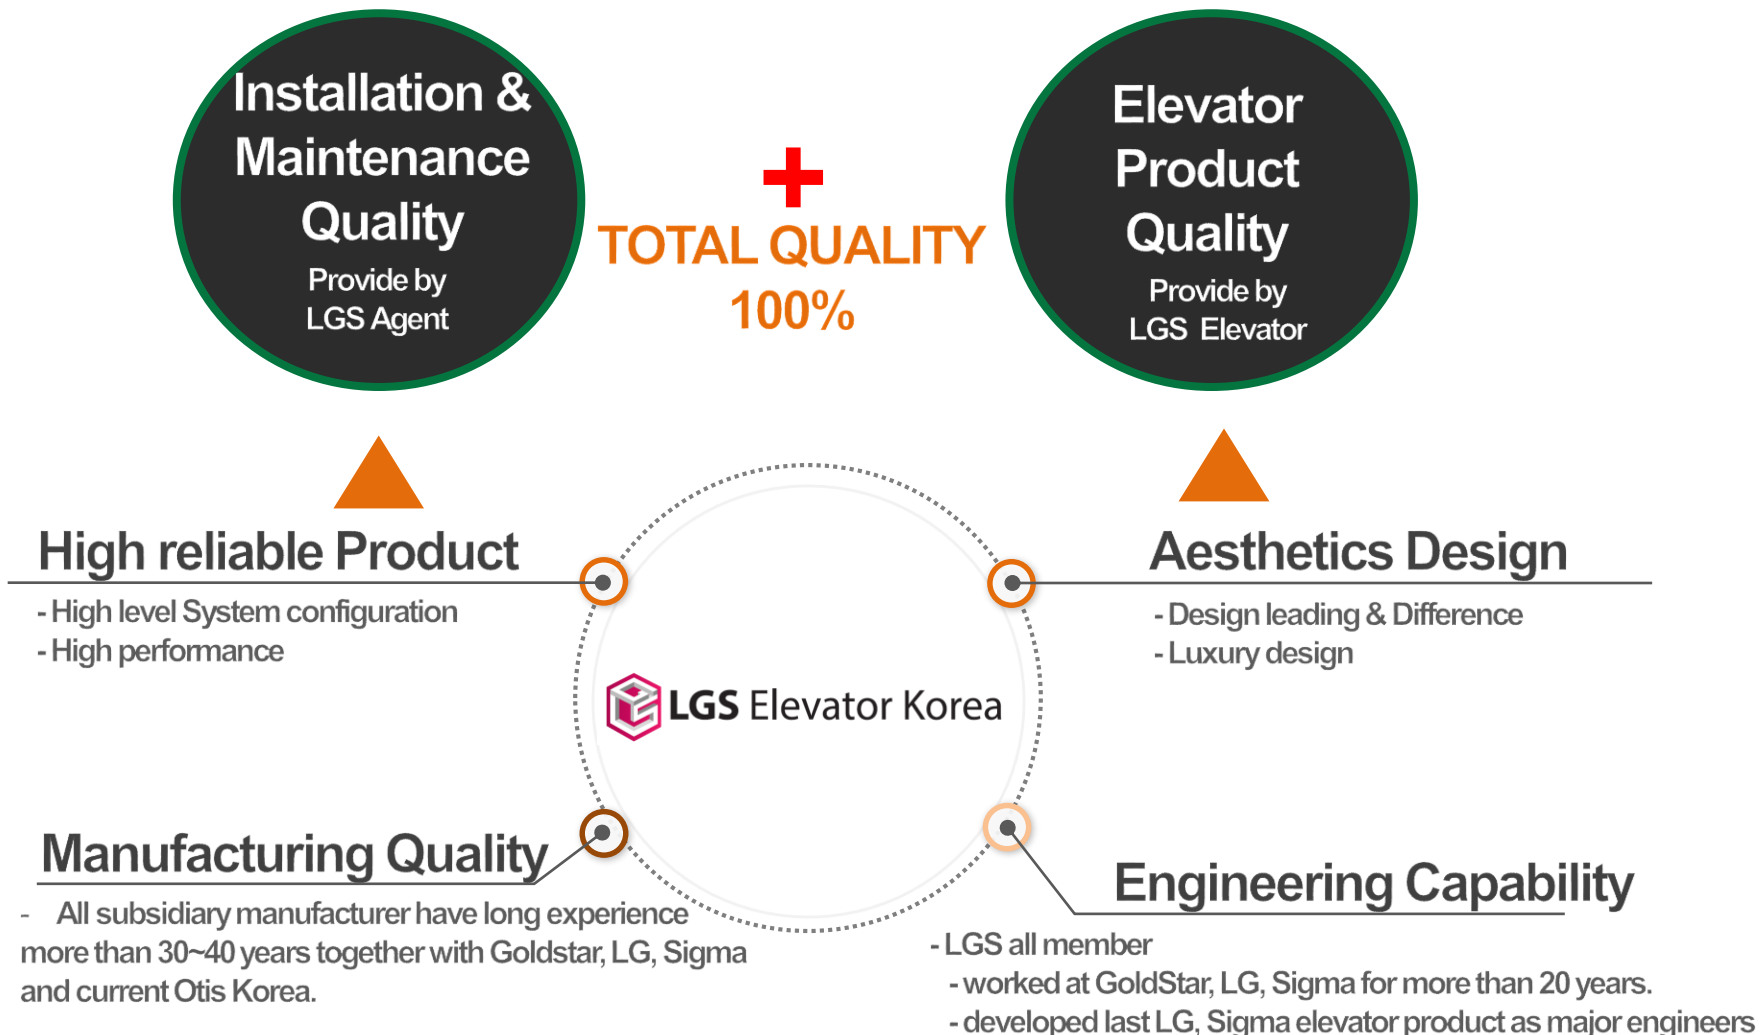 Installation &
Maintenance
Quality
Provide by
LGS Agent
+
TOTAL QUALITY
100%
Elevator
Product
Quality
Provide by
LGS Elevator
High reliable Product
- High level System configuration
- High performance
Aesthetics Design
- Design leading & Difference
- Luxury design
LGS Elevator Korea
Manufacturing Quality
- All subsidiary manufacturer have long experience
more than 30~40 years together with Goldstar, LG, Sigma
and current Otis Korea.
Engineering Capability
- LGS all member
- worked at GoldStar, LG, Sigma for more than 20 years.
- developed last LG, Sigma elevator product as major engineers